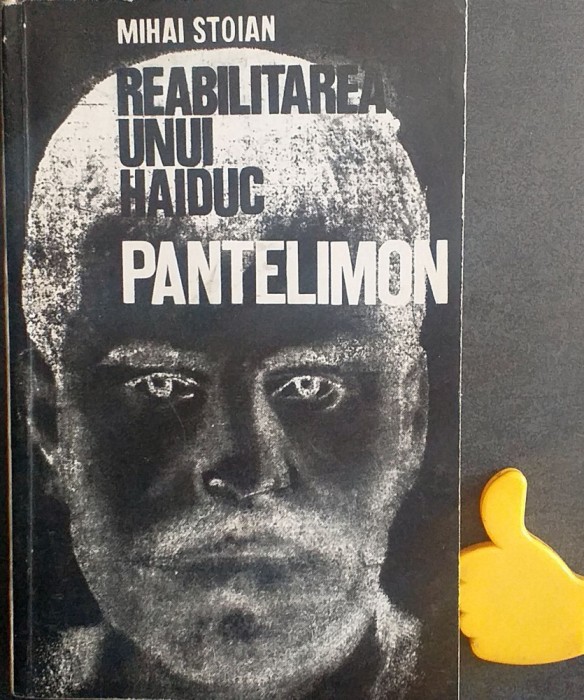 MIHAI STOIAN
REABILITAREA
UNUI
HAIDUC
PANTELIMON